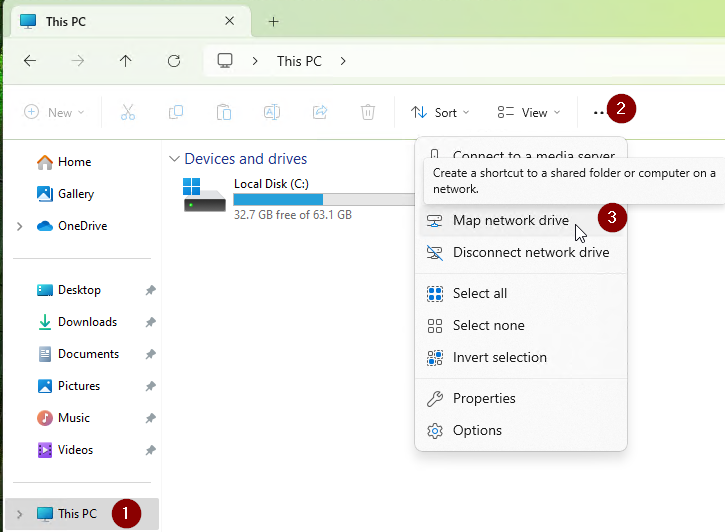 This PC
This PC
New
Sort
View
2
Home
Gallery
OneDrive
Desktop
Downloads
Documents
Pictures
Music
Videos
This PC
1
Devices and drives
Local Disk (C:)
32.7 GB free of 63.1 GB
Connect to a media server
Create a shortcut to a shared folder or computer on a
network.
Map network drive
3
Disconnect network drive
Select all
Select none
Invert selection
Properties
Options